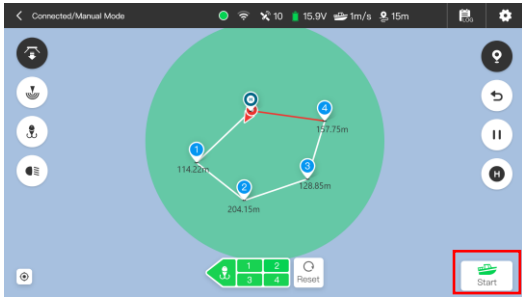 Connected/Manual Mode
10
15.9V
1m/s
15m
LOG
4
157.75m
1
114.22m
3
128.85m
2
204.15m
H
1 2
3 4
Reset
Start